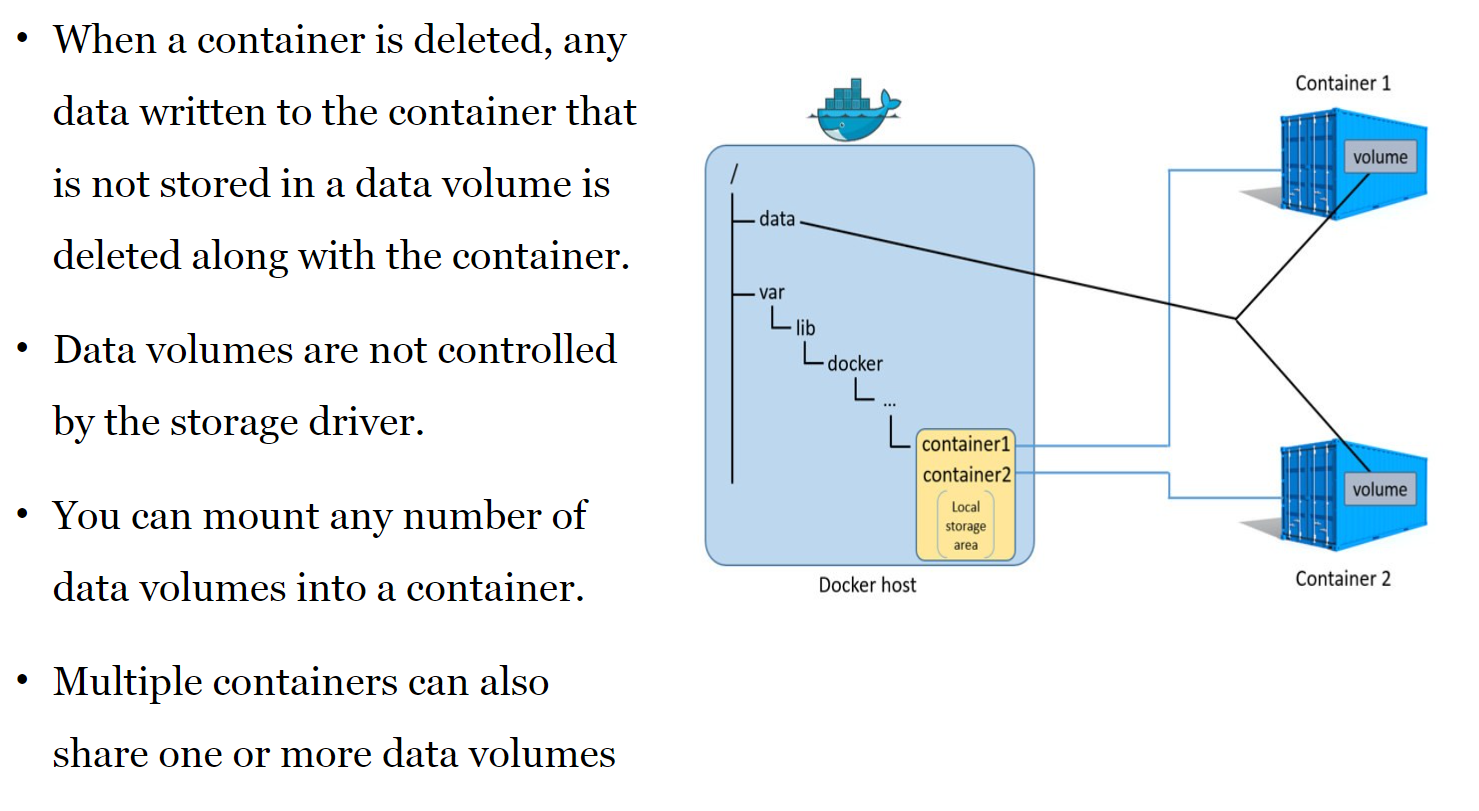 • When a container is deleted, any
data written to the container that
is not stored in a data volume is
deleted along with the container.
• Data volumes are not controlled
by the storage driver.
• You can mount any number of
data volumes into a container.
• Multiple containers can also
share one or more data volumes
/
data
var
lib
docker
...
container1
container2
Local
storage
area
Docker host
Container 1
volume
volume
Container 2